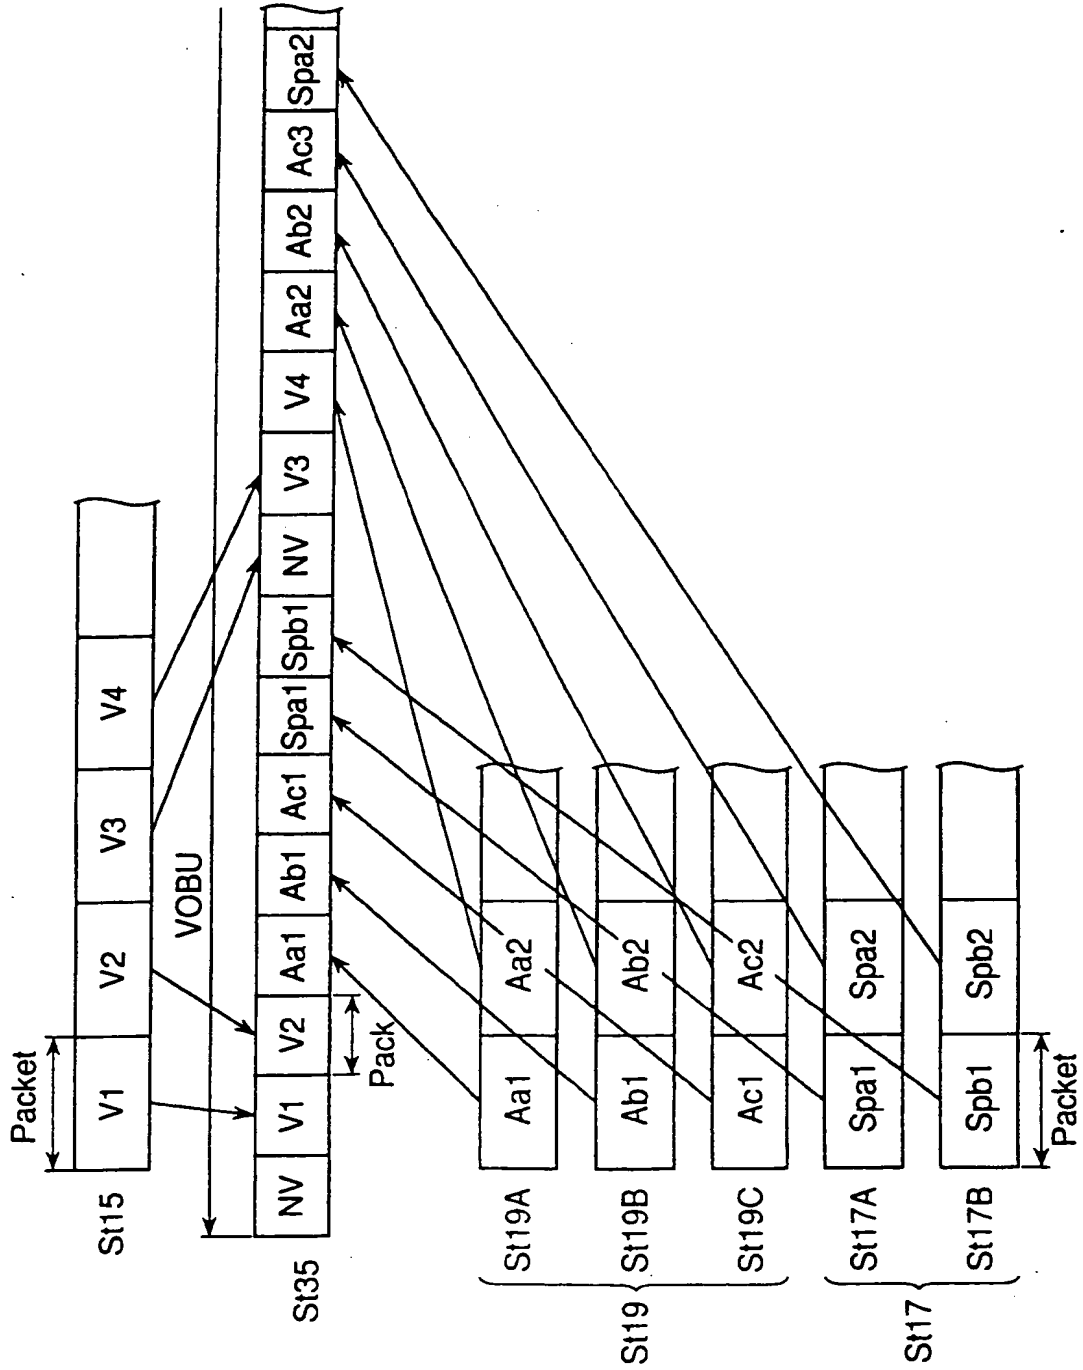 Packet
St15 V1 V2 V3 V4
VOBU
St35 NV V1 V2 Aa1 Ab1 Ac1 Spa1 Spb1 NV V3 V4 Aa2 Ab2 Ac3 Spa2
Pack
St19
St19A Aa1 Aa2
St19B Ab1 Ab2
St19C Ac1 Ac2
St17
St17A Spa1 Spa2
St17B Spb1 Spb2
Packet